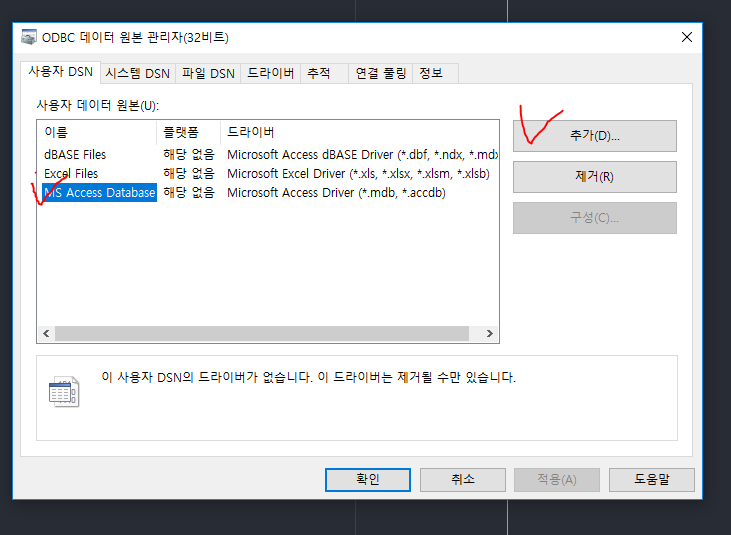 ODBC 데이터 원본 관리자(32비트)
사용자 DSN 시스템 DSN 파일 DSN 드라이버 추적 연결 풀링 정보
사용자 데이터 원본(U):
이름 플랫폼 드라이버
dBASE Files 해당 없음 Microsoft Access dBASE Driver (*.dbf, *.ndx, *.mdx
Excel Files 해당 없음 Microsoft Excel Driver (*.xls, *.xlsx, *.xlsm, *.xlsb)
MS Access Database 해당 없음 Microsoft Access Driver (*.mdb, *.accdb)
추가(D)...
제거(R)
구성(C)...
이 사용자 DSN의 드라이버가 없습니다. 이 드라이버는 제거될 수만 있습니다.
확인 취소 적용(A) 도움말